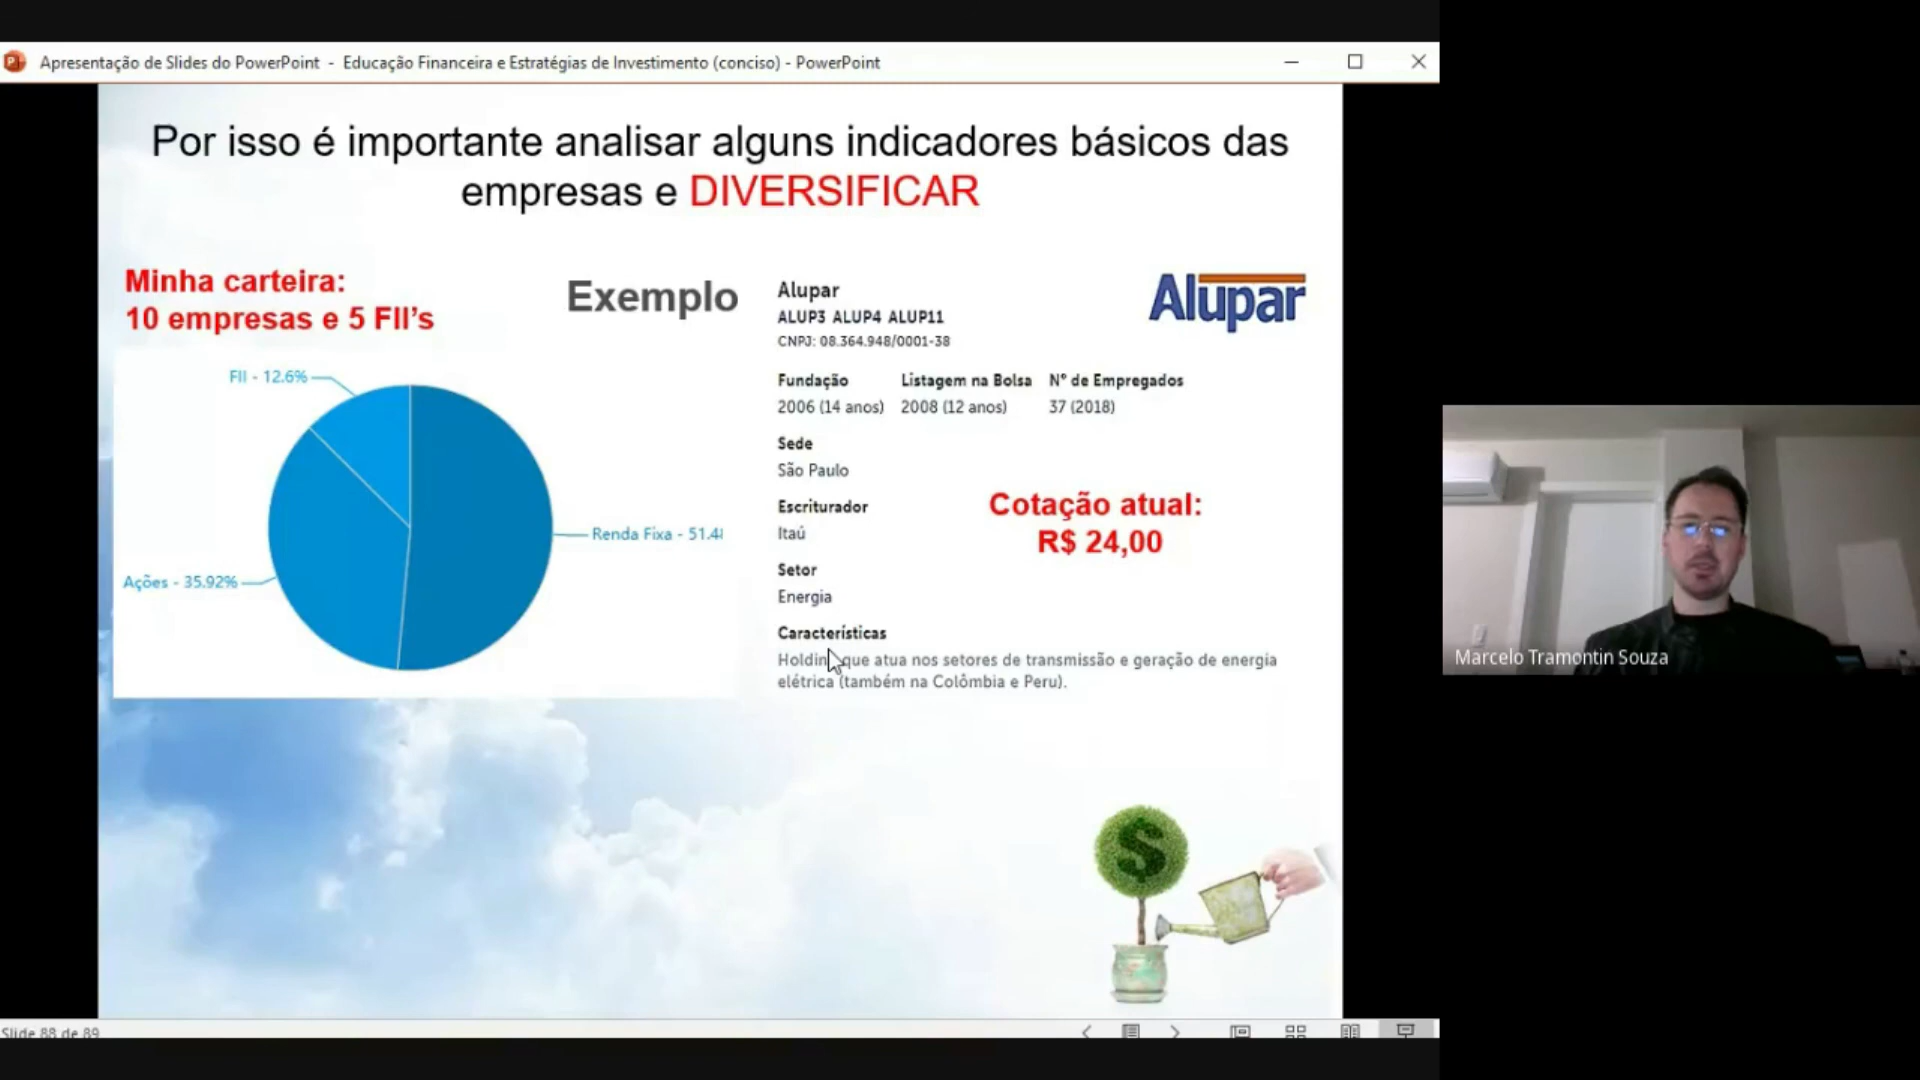 Apresentação de Slides do PowerPoint - Educação Financeira e Estratégias de Investimento (conciso) - PowerPoint
Por isso é importante analisar alguns indicadores básicos das
empresas e DIVERSIFICAR
Minha carteira:
10 empresas e 5 FII's
FII - 12.6%
Renda Fixa - 51.48
Ações - 35.92%
Exemplo
Alupar
ALUP3 ALUP4 ALUP11
CNPJ: 08.364.948/0001-38
Alupar
Fundação Listagem na Bolsa Nº de Empregados
2006 (14 anos) 2008 (12 anos) 37 (2018)
Sede
São Paulo
Escriturador
Itaú
Setor
Energia
Cotação atual:
R$ 24,00
Características
Holding que atua nos setores de transmissão e geração de energia
elétrica (também na Colômbia e Peru).
$
Marcelo Tramontin Souza
Slide 88 de 89